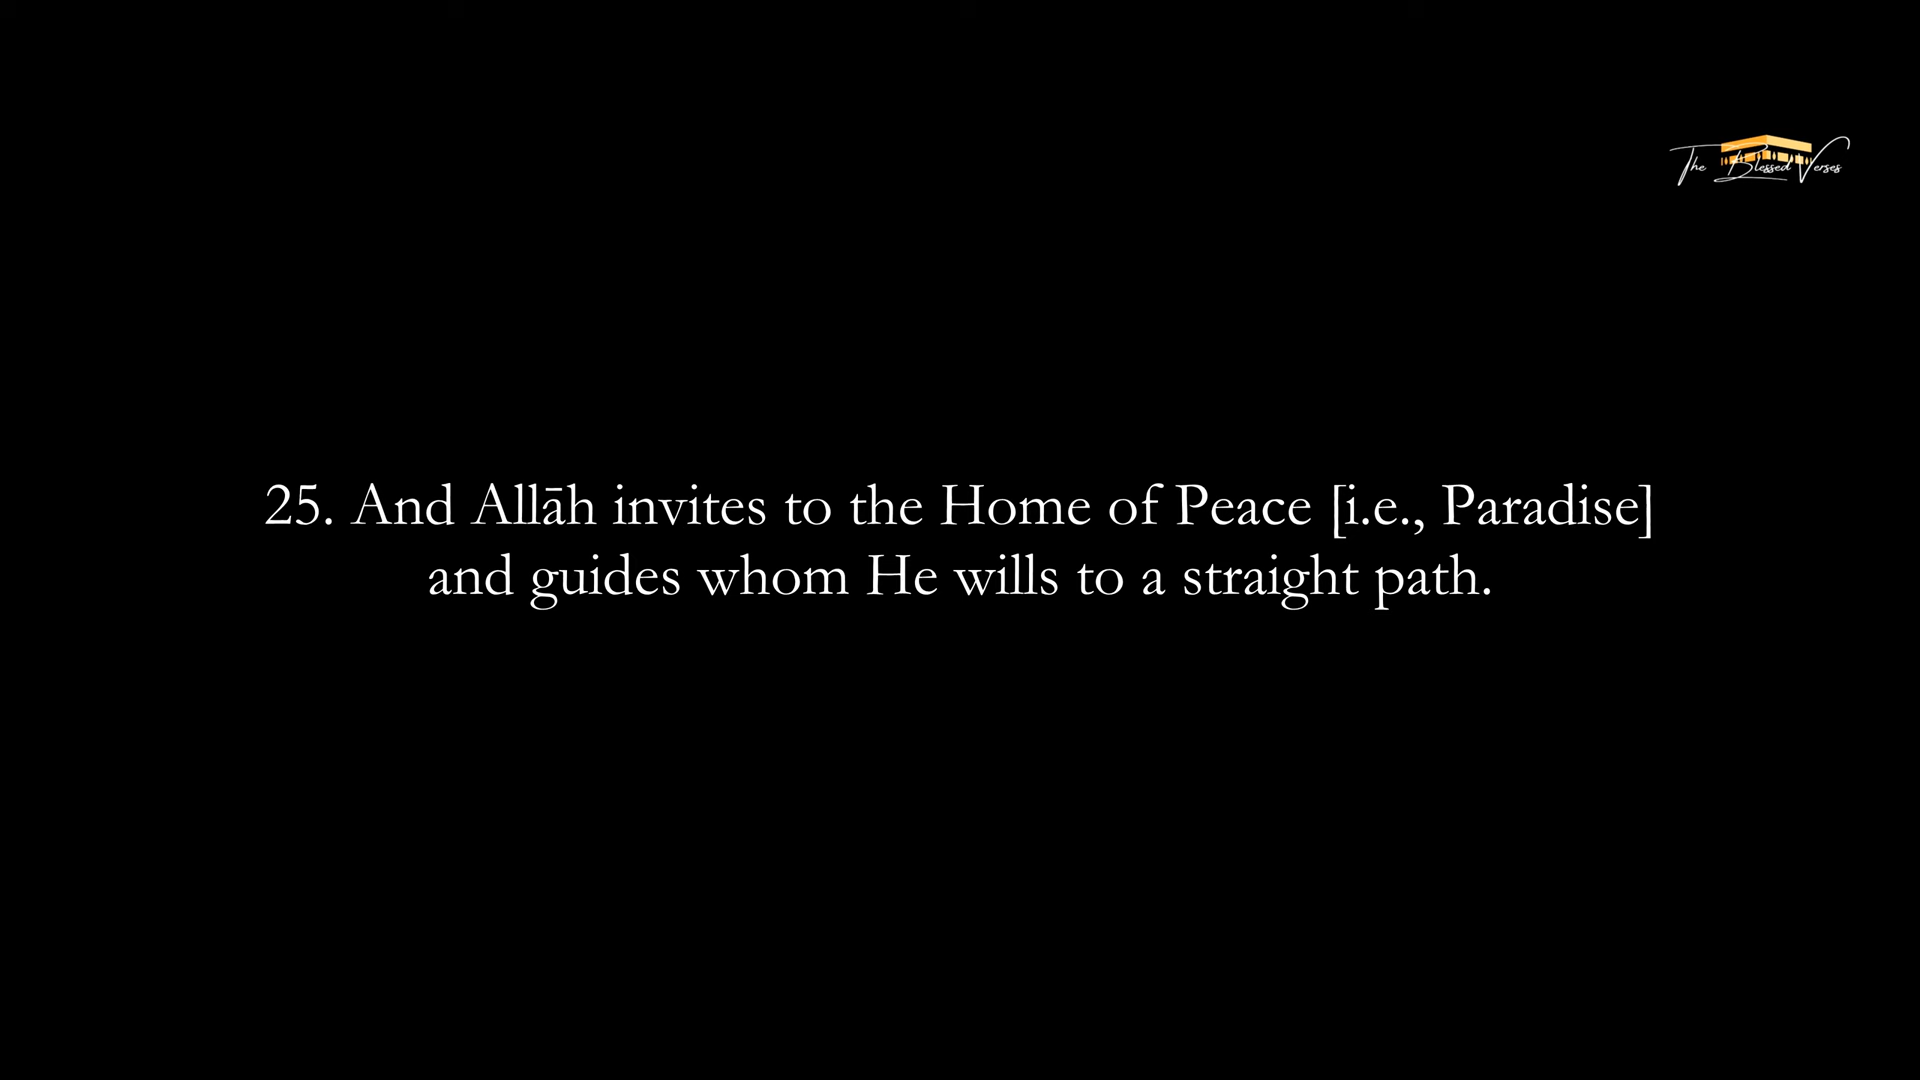 The Blessed Verses
25. And Allāh invites to the Home of Peace [i.e., Paradise]
and guides whom He wills to a straight path.